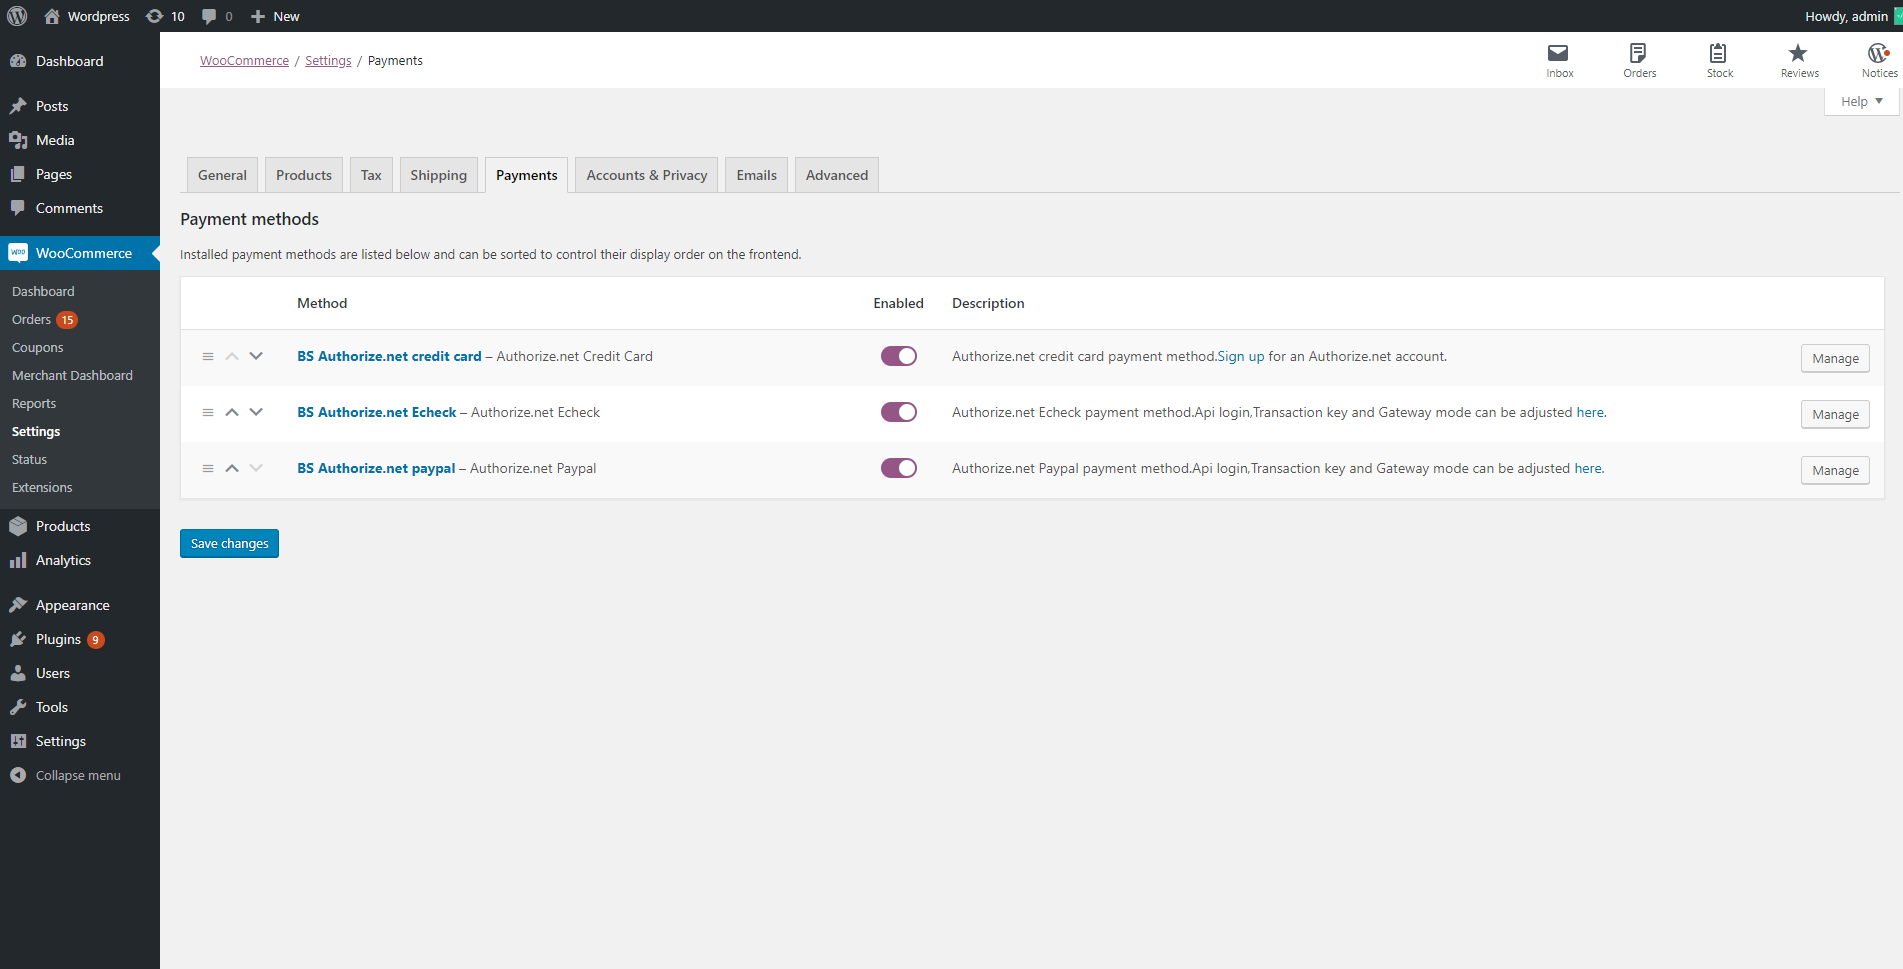 Wordpress 10 0 New Howdy, admin
Dashboard
Posts
Media
Pages
Comments
WooCommerce
Dashboard
Orders 15
Coupons
Merchant Dashboard
Reports
Settings
Status
Extensions
Products
Analytics
Appearance
Plugins 9
Users
Tools
Settings
Collapse menu
WooCommerce / Settings / Payments
Inbox Orders Stock Reviews Notices
Help
General Products Tax Shipping Payments Accounts & Privacy Emails Advanced
Payment methods
Installed payment methods are listed below and can be sorted to control their display order on the frontend.
Method Enabled Description
BS Authorize.net credit card – Authorize.net Credit Card Authorize.net credit card payment method.Sign up for an Authorize.net account. Manage
BS Authorize.net Echeck – Authorize.net Echeck Authorize.net Echeck payment method.Api login,Transaction key and Gateway mode can be adjusted here. Manage
BS Authorize.net paypal – Authorize.net Paypal Authorize.net Paypal payment method.Api login,Transaction key and Gateway mode can be adjusted here. Manage
Save changes